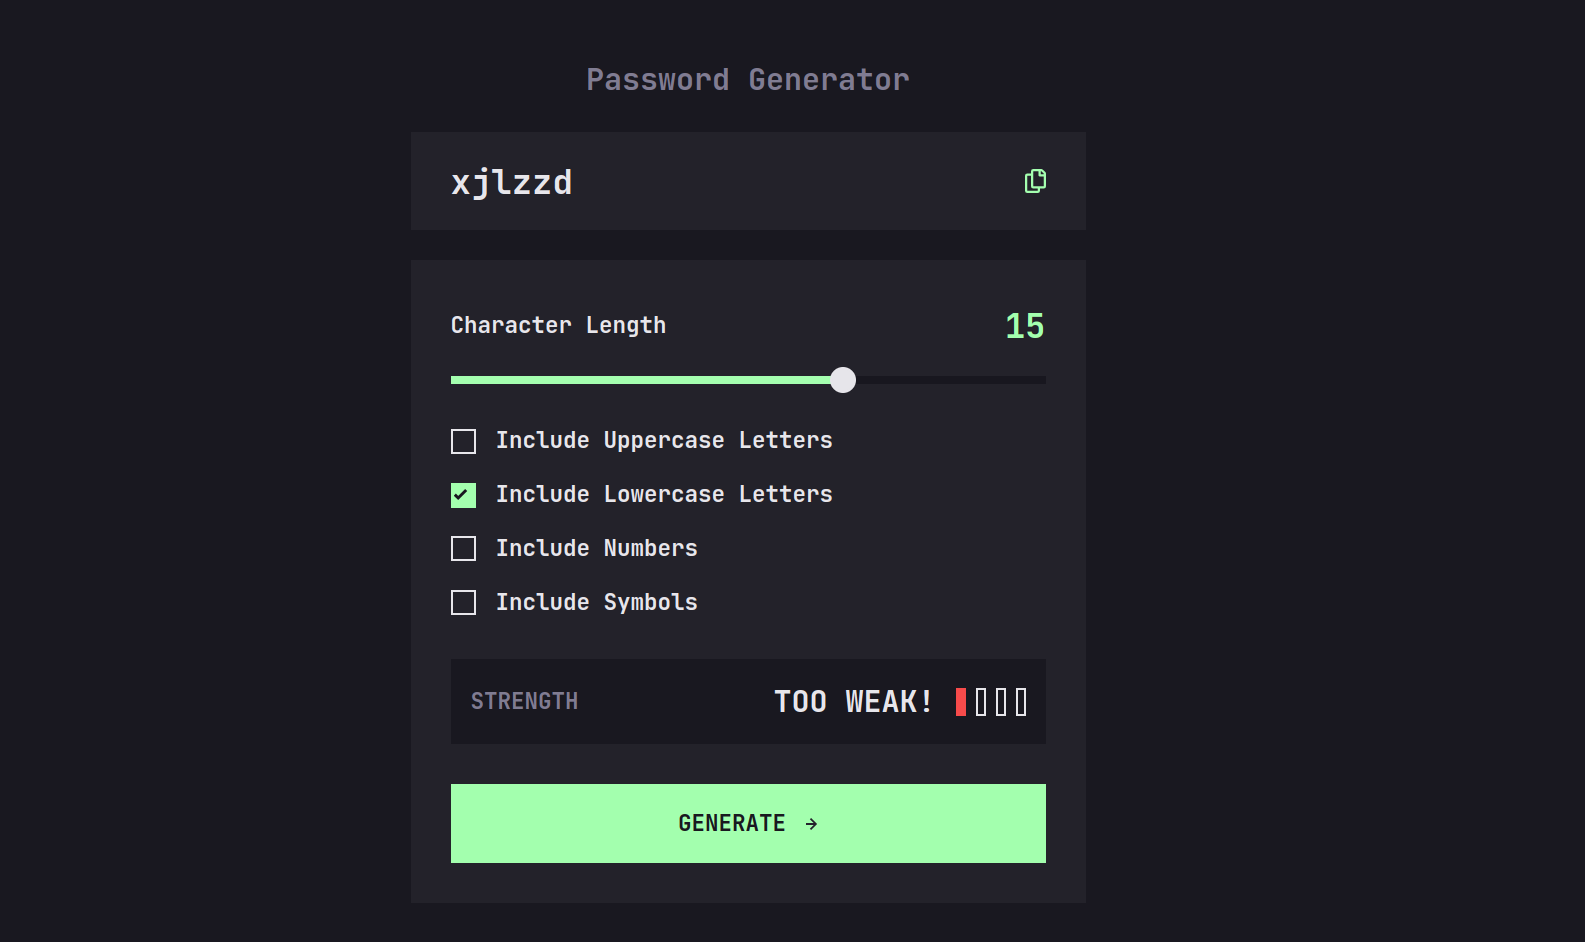 Password Generator
xjlzzd
Character Length 15
Include Uppercase Letters
Include Lowercase Letters
Include Numbers
Include Symbols
STRENGTH TOO WEAK!
GENERATE →